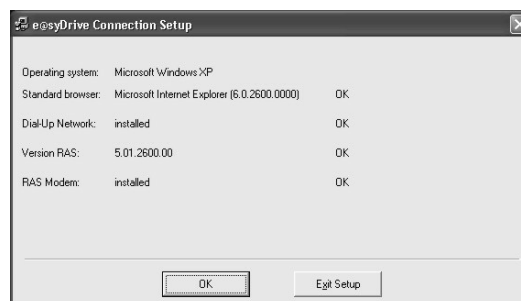 e@syDrive Connection Setup
Operating system: Microsoft Windows XP
Standard browser: Microsoft Internet Explorer (6.0.2600.0000) OK
Dial-Up Network: installed OK
Version RAS: 5.01.2600.00
RAS Modem: installed OK
OK Exit Setup